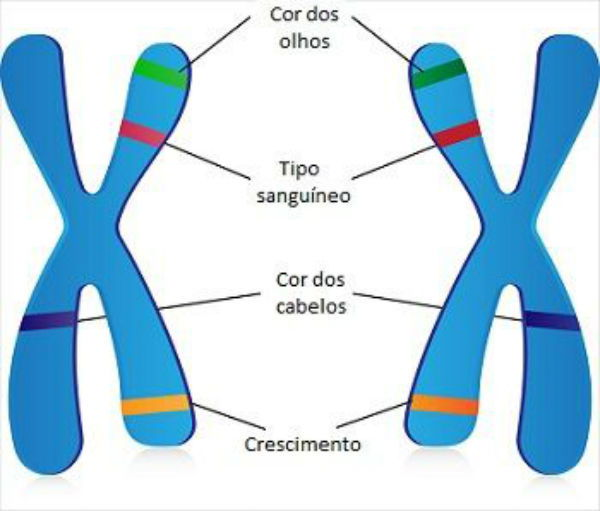 Cor dos
olhos
Tipo
sanguíneo
Cor dos
cabelos
Crescimento